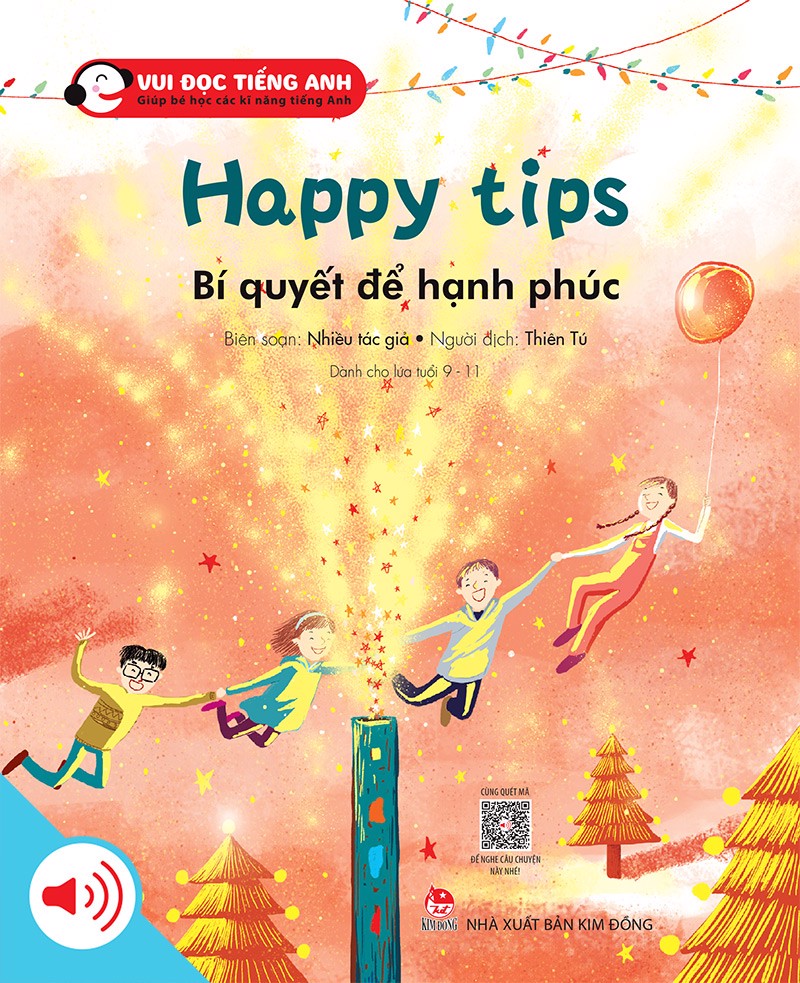 VUI ĐỌC TIẾNG ANH
Giúp bé học các kĩ năng tiếng Anh
Happy tips
Bí quyết để hạnh phúc
Biên soạn: Nhiều tác giả • Người dịch: Thiên Tú
Dành cho lứa tuổi 9 - 11
CÙNG QUÉT MÃ
ĐỂ NGHE CÂU CHUYỆN
NÀY NHÉ!
KIM ĐỒNG
NHÀ XUẤT BẢN KIM ĐỒNG